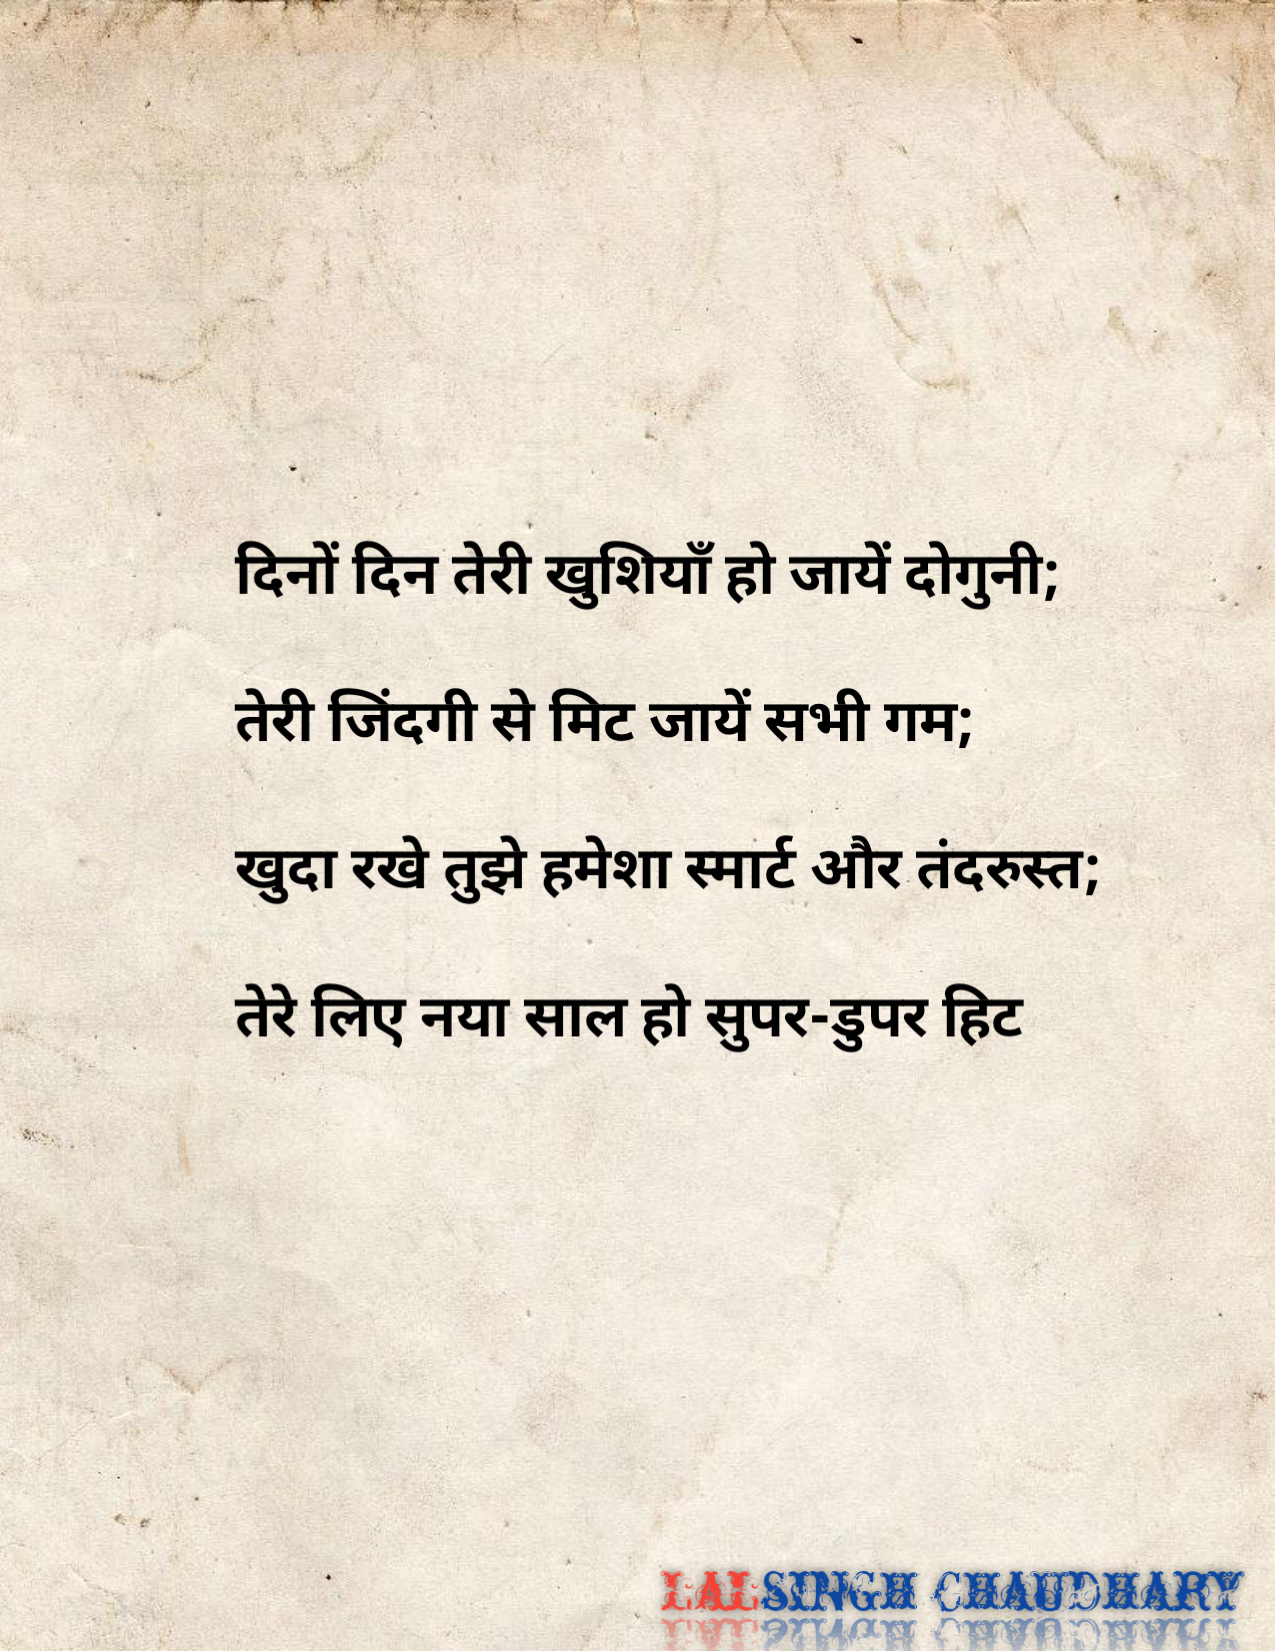 दिनों दिन तेरी खुशियाँ हो जायें दोगुनी;
तेरी जिंदगी से मिट जायें सभी गम;
खुदा रखे तुझे हमेशा स्मार्ट और तंदरुस्त;
तेरे लिए नया साल हो सुपर-डुपर हिट
LALSINGH CHAUDHARY